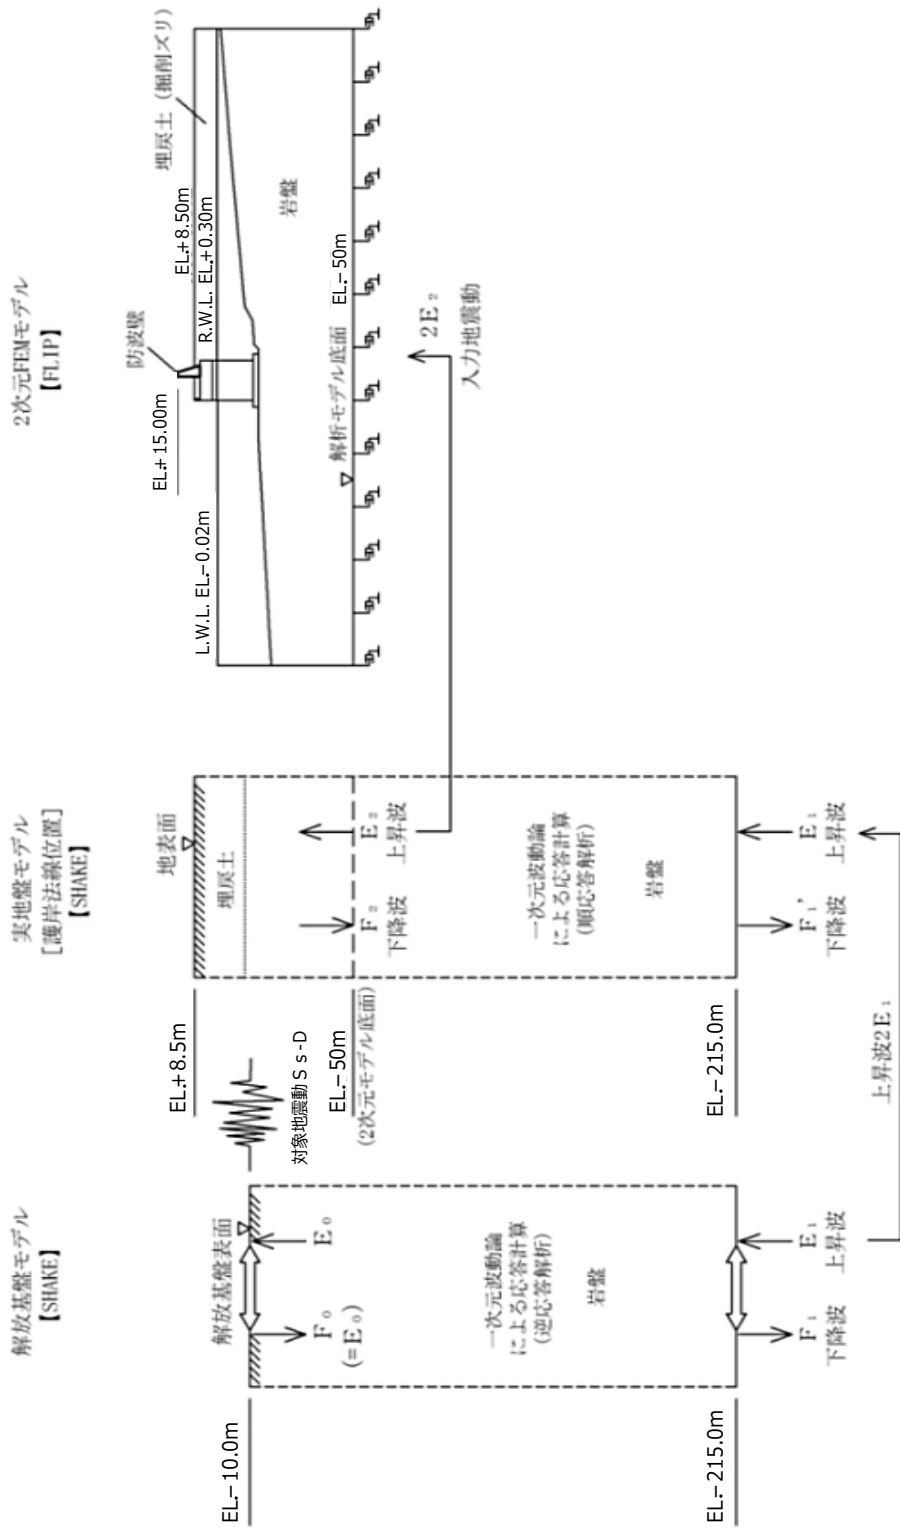 解放基盤モデル
【SHAKE】
EL.－10.0m
解放基盤表面
F₀
(=E₀)
E₀
対象地震動Ｓｓ-D
一次元波動論
による応答計算
(逆応答解析)
岩盤
EL.－215.0m
F₁
下降波
E₁
上昇波
上昇波2E₁
実地盤モデル
［護岸法線位置］
【SHAKE】
EL.+8.5m
地表面
埋戻土
EL.－50m
(2次元モデル底面)
F₂
下降波
E₂
上昇波
一次元波動論
による応答計算
(順応答解析)
岩盤
EL.－215.0m
F₁’
下降波
E₁
上昇波
2次元FEMモデル
【FLIP】
防波壁
EL.+15.00m
EL.+8.50m
埋戻土（掘削ズリ）
L.W.L. EL.－0.02m
R.W.L. EL.+0.30m
岩盤
解析モデル底面 EL.－50m
2E₂
入力地震動